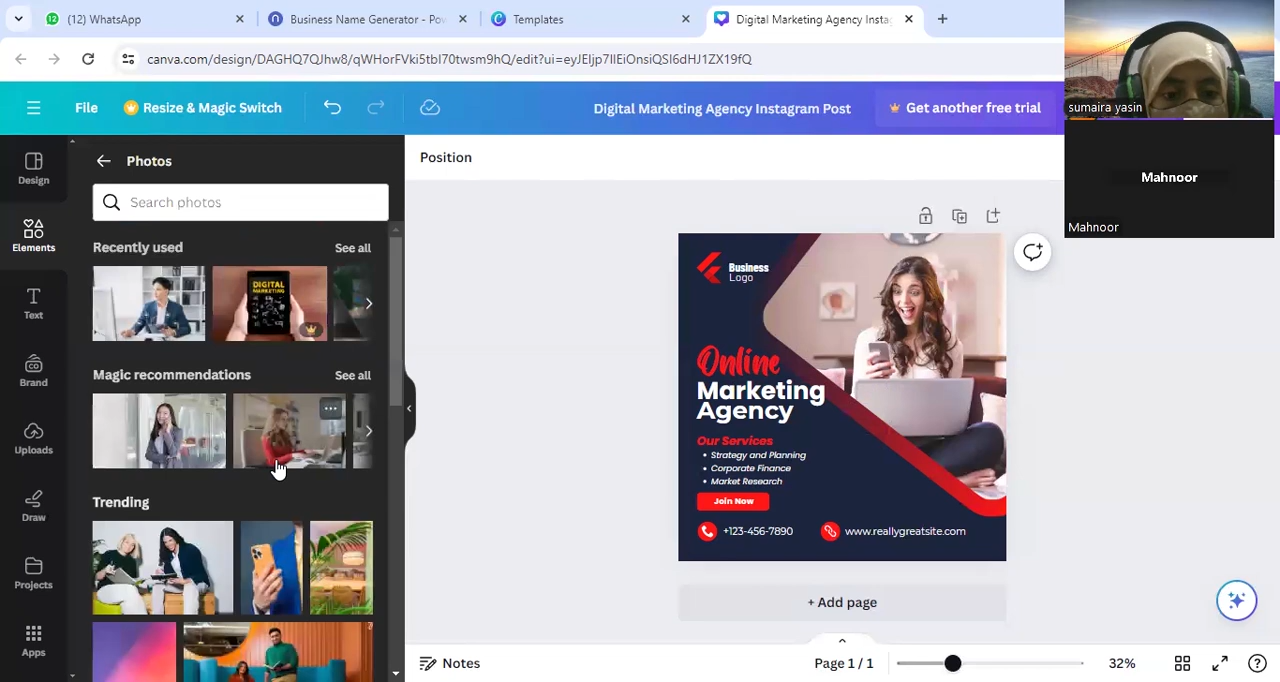 (12) WhatsApp
Business Name Generator - Pow
Templates
Digital Marketing Agency Insta
canva.com/design/DAGHQ7QJhw8/qWHorFVki5tbI70twsm9hQ/edit?ui=eyJEIjp7IlEiOnsiQSI6dHJ1ZX19fQ
File
Resize & Magic Switch
Digital Marketing Agency Instagram Post
Get another free trial
sumaira yasin
Mahnoor
Mahnoor
Design
Elements
Text
Brand
Uploads
Draw
Projects
Apps
Photos
Search photos
Recently used
See all
DIGITAL
MARKETING
Magic recommendations
See all
Trending
Position
Business
Logo
Online
Marketing
Agency
Our Services
• Strategy and Planning
• Corporate Finance
• Market Research
Join Now
+123-456-7890
www.reallygreatsite.com
+ Add page
Notes
Page 1 / 1
32%